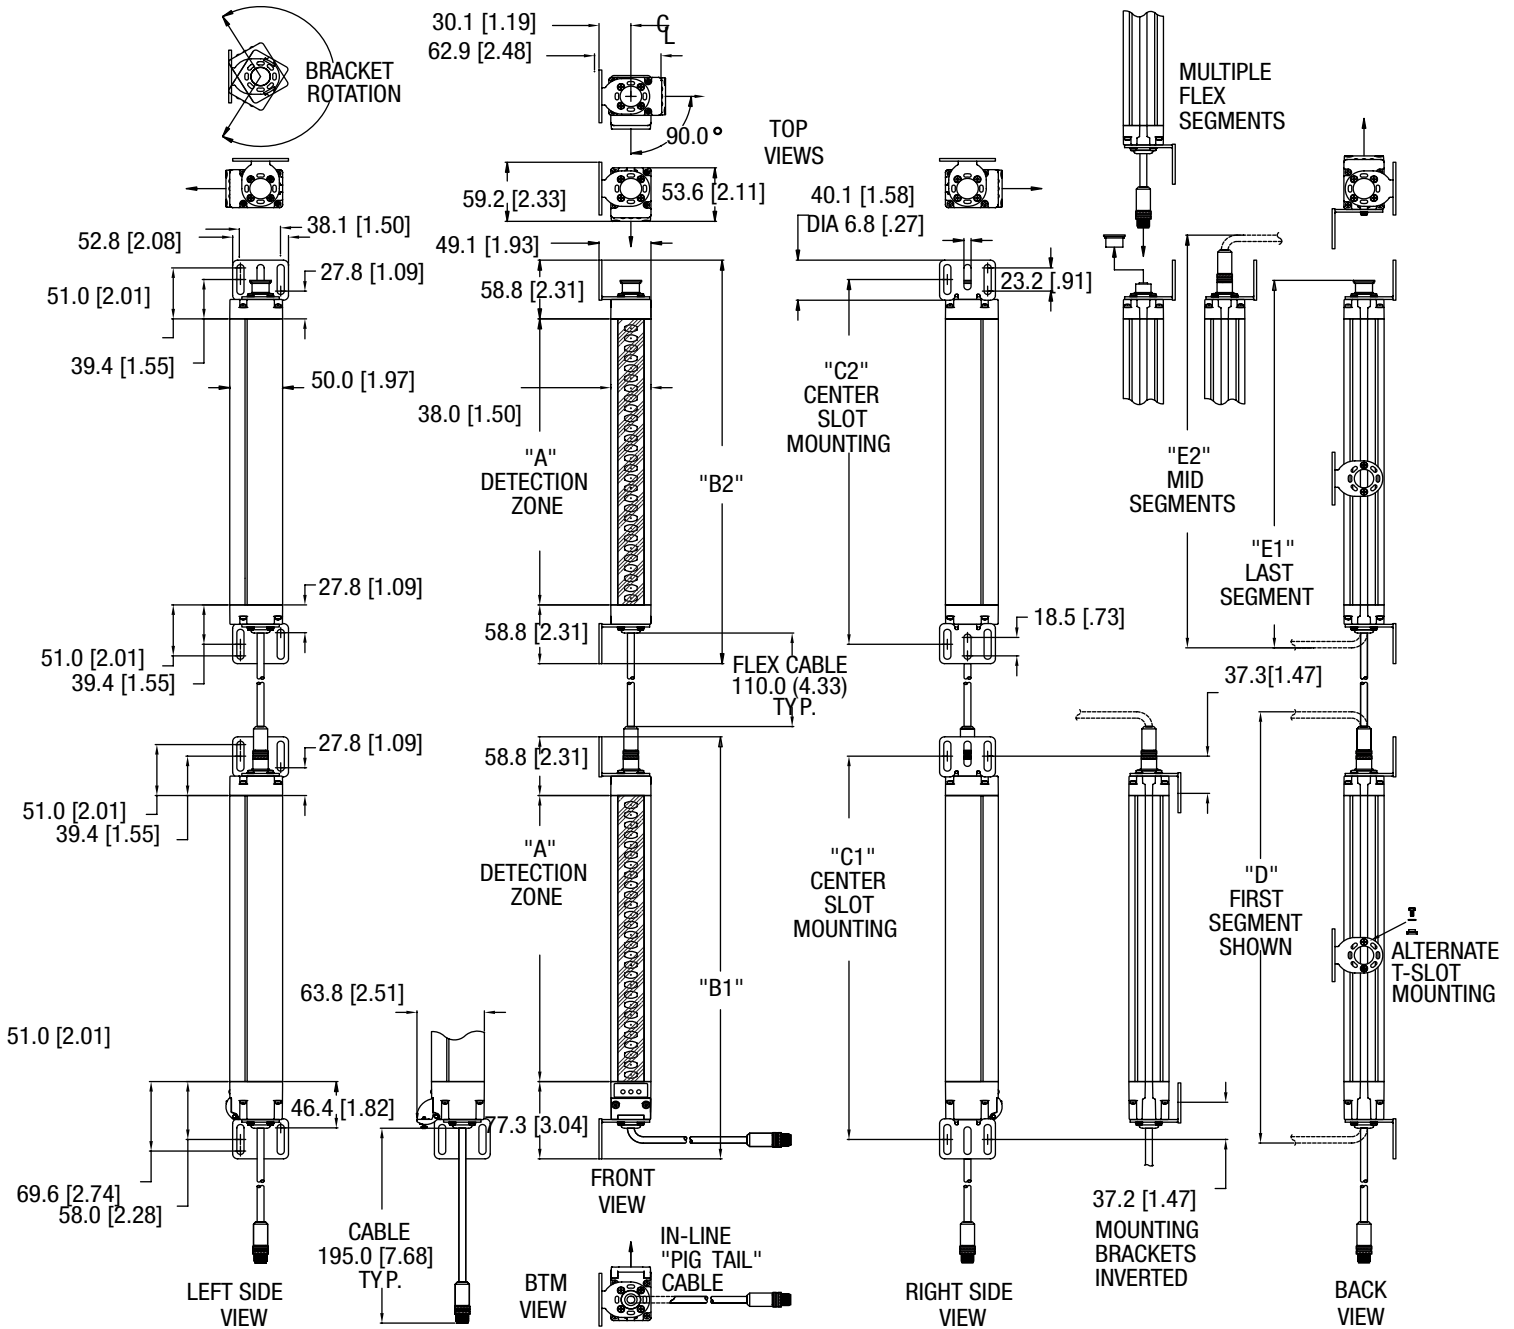 30.1 [1.19]
CL
62.9 [2.48]
BRACKET
ROTATION
MULTIPLE
FLEX
SEGMENTS
90.0°
TOP
VIEWS
59.2 [2.33]
53.6 [2.11]
40.1 [1.58]
DIA 6.8 [.27]
38.1 [1.50]
52.8 [2.08]
49.1 [1.93]
27.8 [1.09]
51.0 [2.01]
58.8 [2.31]
23.2 [.91]
39.4 [1.55]
50.0 [1.97]
38.0 [1.50]
"C2"
CENTER
SLOT
MOUNTING
"A"
DETECTION
ZONE
"B2"
"E2"
MID
SEGMENTS
"E1"
LAST
SEGMENT
27.8 [1.09]
58.8 [2.31]
18.5 [.73]
51.0 [2.01]
39.4 [1.55]
FLEX CABLE
110.0 (4.33)
TYP.
37.3[1.47]
27.8 [1.09]
58.8 [2.31]
51.0 [2.01]
39.4 [1.55]
"A"
DETECTION
ZONE
"C1"
CENTER
SLOT
MOUNTING
"D"
FIRST
SEGMENT
SHOWN
ALTERNATE
T-SLOT
MOUNTING
"B1"
63.8 [2.51]
51.0 [2.01]
46.4 [1.82]
77.3 [3.04]
FRONT
VIEW
69.6 [2.74]
58.0 [2.28]
37.2 [1.47]
MOUNTING
BRACKETS
INVERTED
CABLE
195.0 [7.68]
TYP.
IN-LINE
"PIG TAIL"
CABLE
LEFT SIDE
VIEW
BTM
VIEW
RIGHT SIDE
VIEW
BACK
VIEW